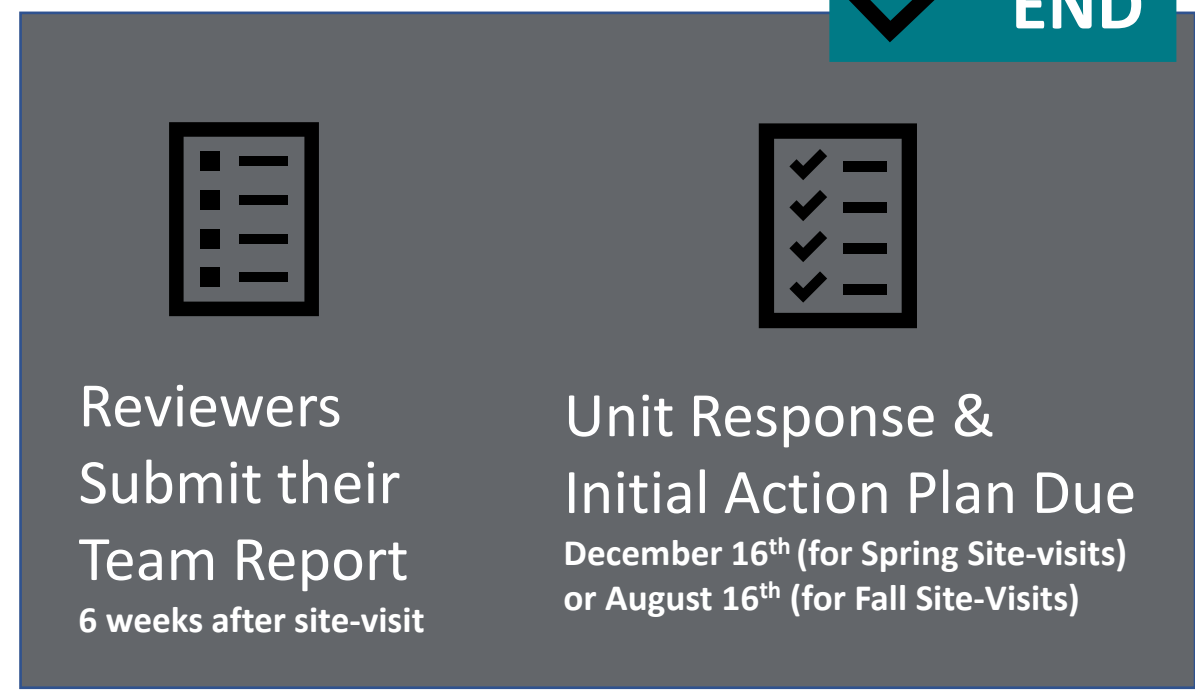 END
Reviewers
Submit their
Team Report
6 weeks after site-visit
Unit Response &
Initial Action Plan Due
December 16th (for Spring Site-visits)
or August 16th (for Fall Site-Visits)